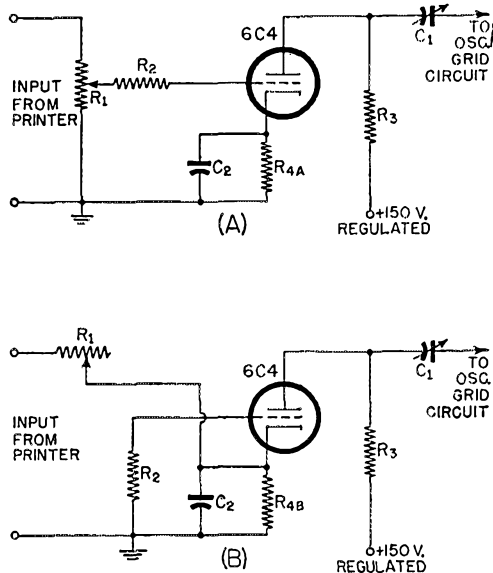 6C4
C1
TO
OSC.
GRID
CIRCUIT
INPUT
FROM
PRINTER
R1
R2
R3
C2
R4A
+150 V.
REGULATED
(A)
R1
6C4
C1
TO
OSC.
GRID
CIRCUIT
INPUT
FROM
PRINTER
R2
C2
R4B
R3
+150 V.
REGULATED
(B)